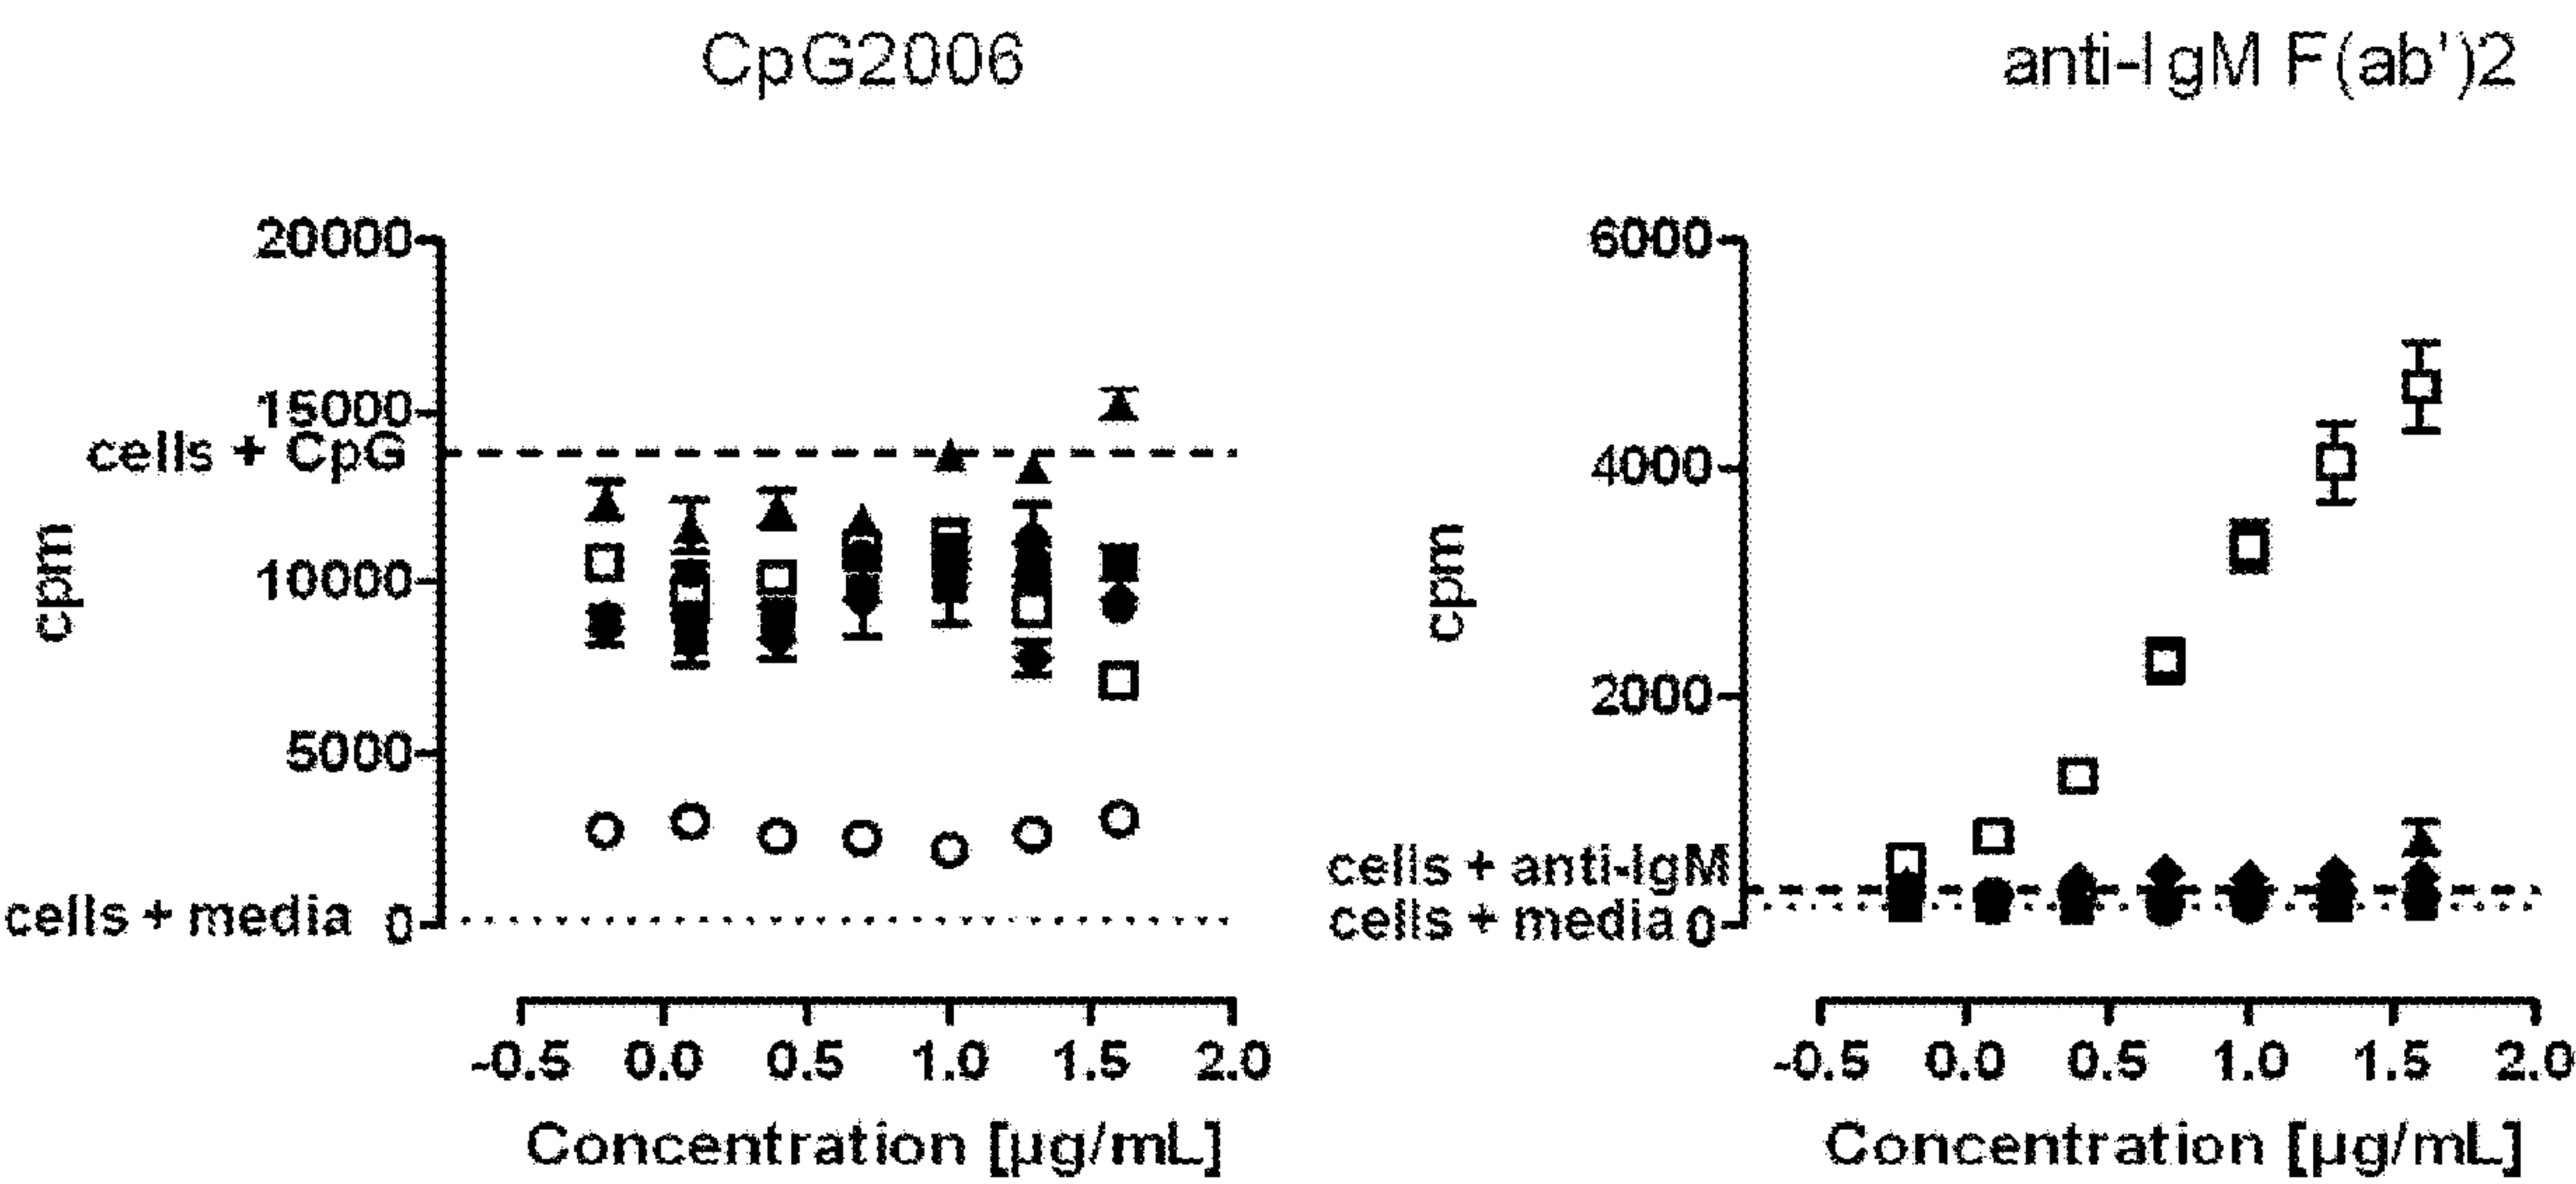 CpG2006
20000
15000
cells + CpG
10000
5000
cells + media 0
cpm
-0.5 0.0 0.5 1.0 1.5 2.0
Concentration [µg/mL]
anti-IgM F(ab')2
6000
4000
2000
cells + anti-IgM
cells + media 0
cpm
-0.5 0.0 0.5 1.0 1.5 2.0
Concentration [µg/mL]